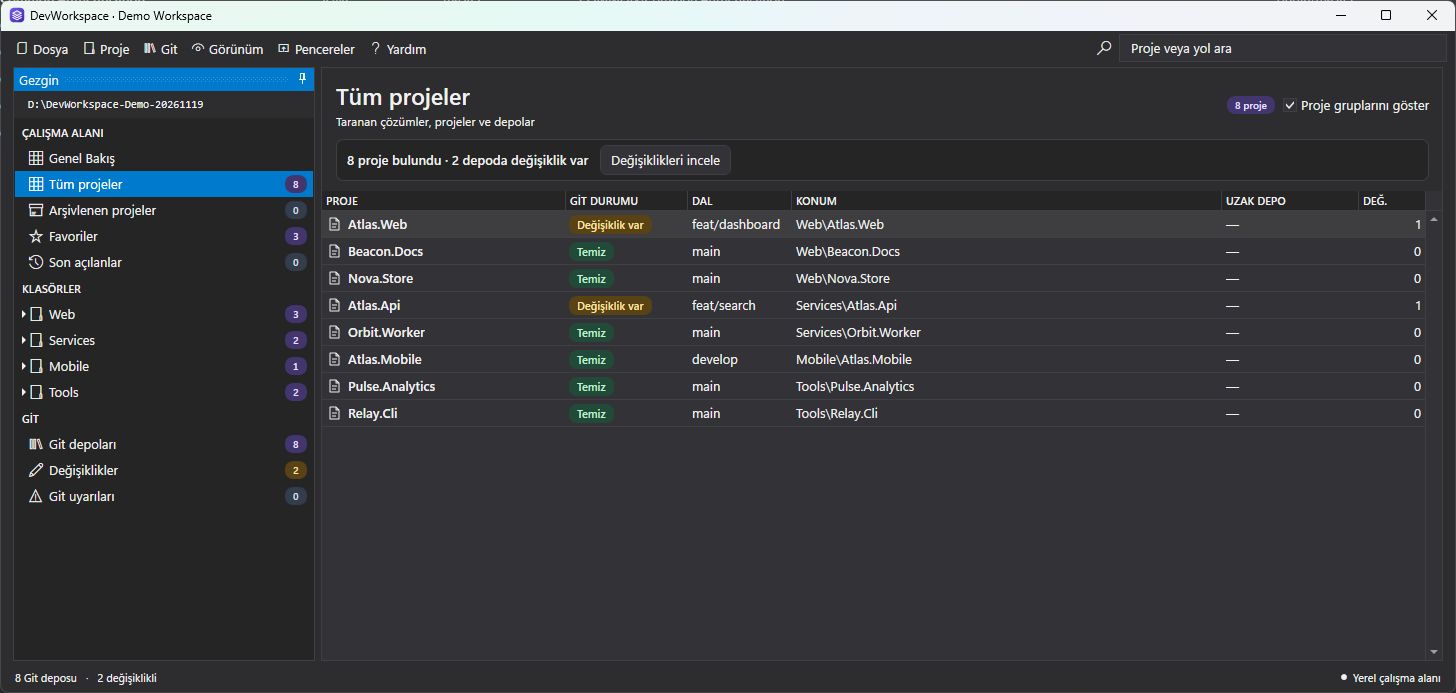 DevWorkspace · Demo Workspace
Dosya Proje Git Görünüm Pencereler Yardım
Proje veya yol ara
Gezgin
D:\DevWorkspace-Demo-20261119
ÇALIŞMA ALANI
Genel Bakış
Tüm projeler 8
Arşivlenen projeler 0
Favoriler 3
Son açılanlar 0
KLASÖRLER
Web 3
Services 2
Mobile 1
Tools 2
GİT
Git depoları 8
Değişiklikler 2
Git uyarıları 0
Tüm projeler
Taranan çözümler, projeler ve depolar
8 proje Proje gruplarını göster
8 proje bulundu · 2 depoda değişiklik var Değişiklikleri incele
PROJE GİT DURUMU DAL KONUM UZAK DEPO DEĞ.
Atlas.Web Değişiklik var feat/dashboard Web\Atlas.Web — 1
Beacon.Docs Temiz main Web\Beacon.Docs — 0
Nova.Store Temiz main Web\Nova.Store — 0
Atlas.Api Değişiklik var feat/search Services\Atlas.Api — 1
Orbit.Worker Temiz main Services\Orbit.Worker — 0
Atlas.Mobile Temiz develop Mobile\Atlas.Mobile — 0
Pulse.Analytics Temiz main Tools\Pulse.Analytics — 0
Relay.Cli Temiz main Tools\Relay.Cli — 0
8 Git deposu · 2 değişiklikli
Yerel çalışma alanı